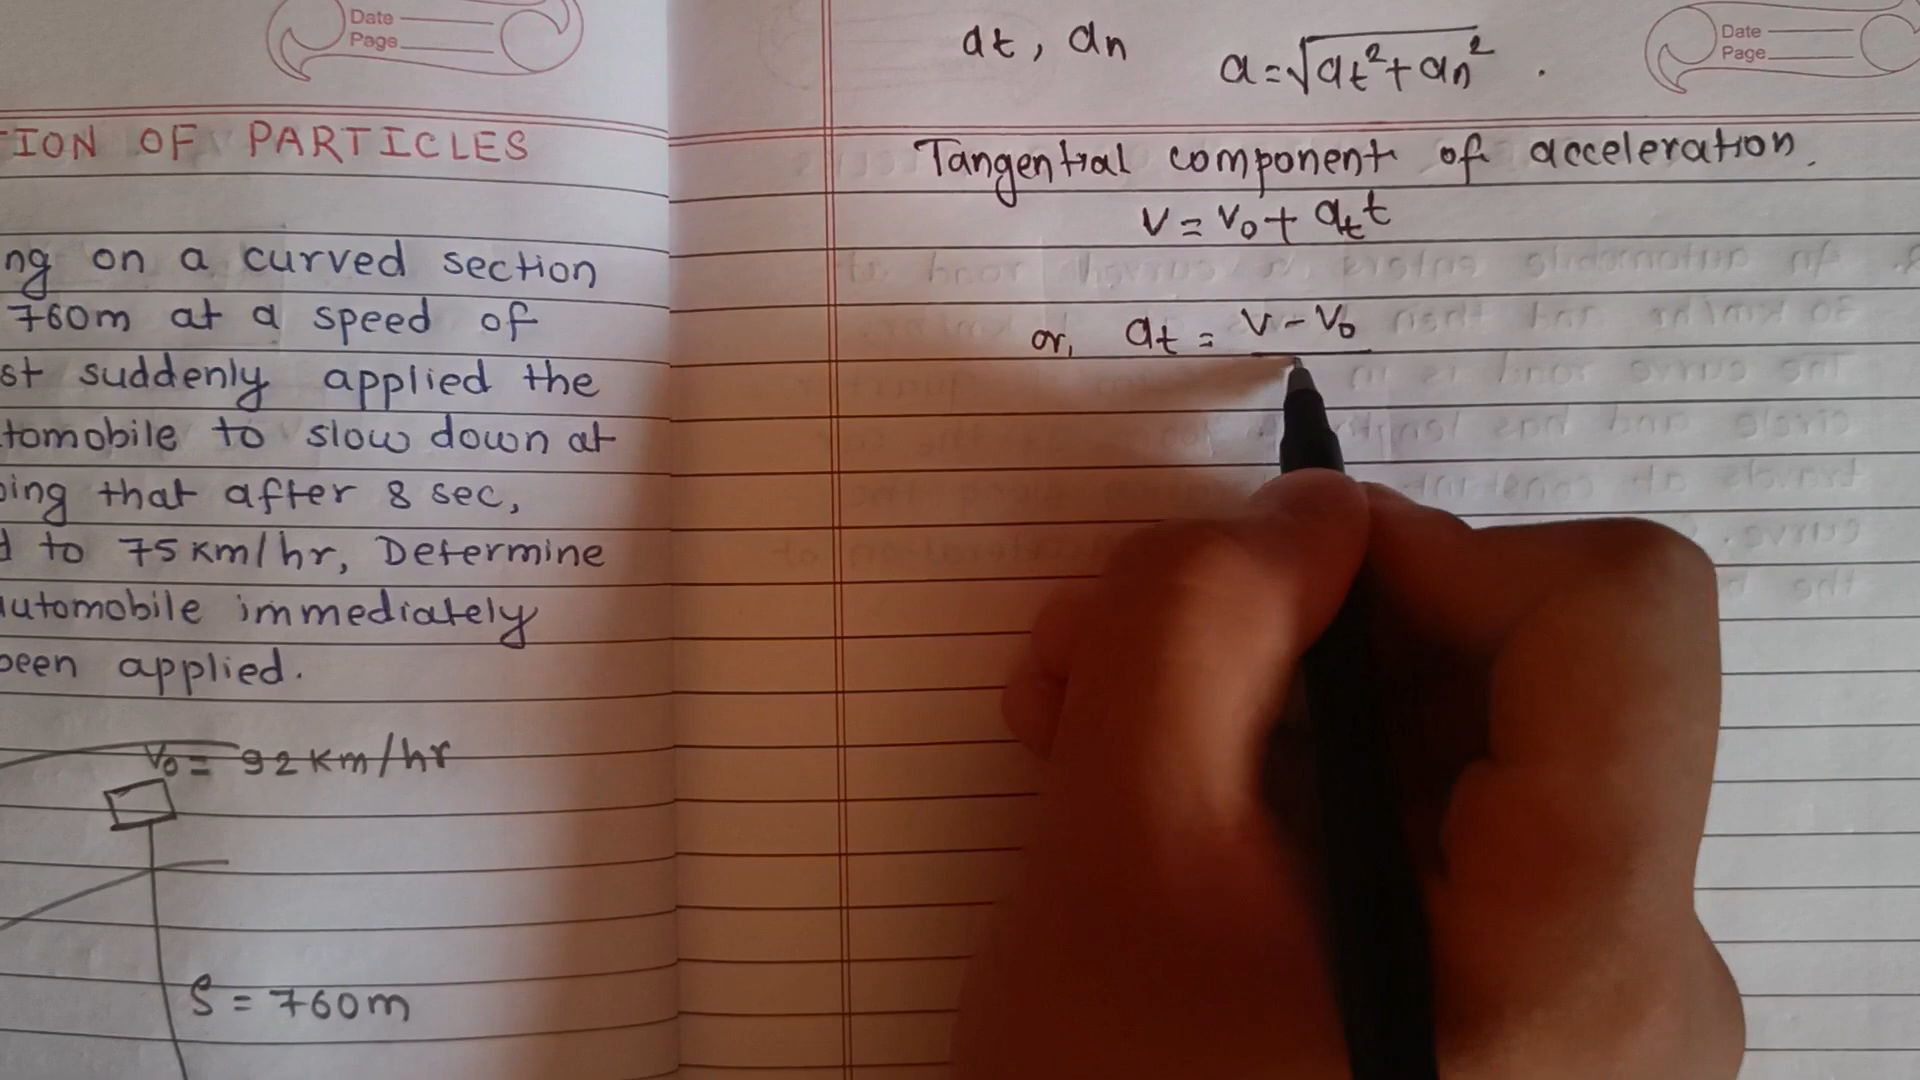 Date
Page
TION OF PARTICLES
ng on a curved section
760m at a speed of
st suddenly applied the
tomobile to slow down at
ing that after 8 sec,
d to 75 km/hr, Determine
automobile immediately
been applied.
V₀ = 92 km/hr
ρ = 760m
at, an a = √at² + an² .
Date
Page
Tangential component of acceleration.
V = V₀ + at t
or, at = V - V₀